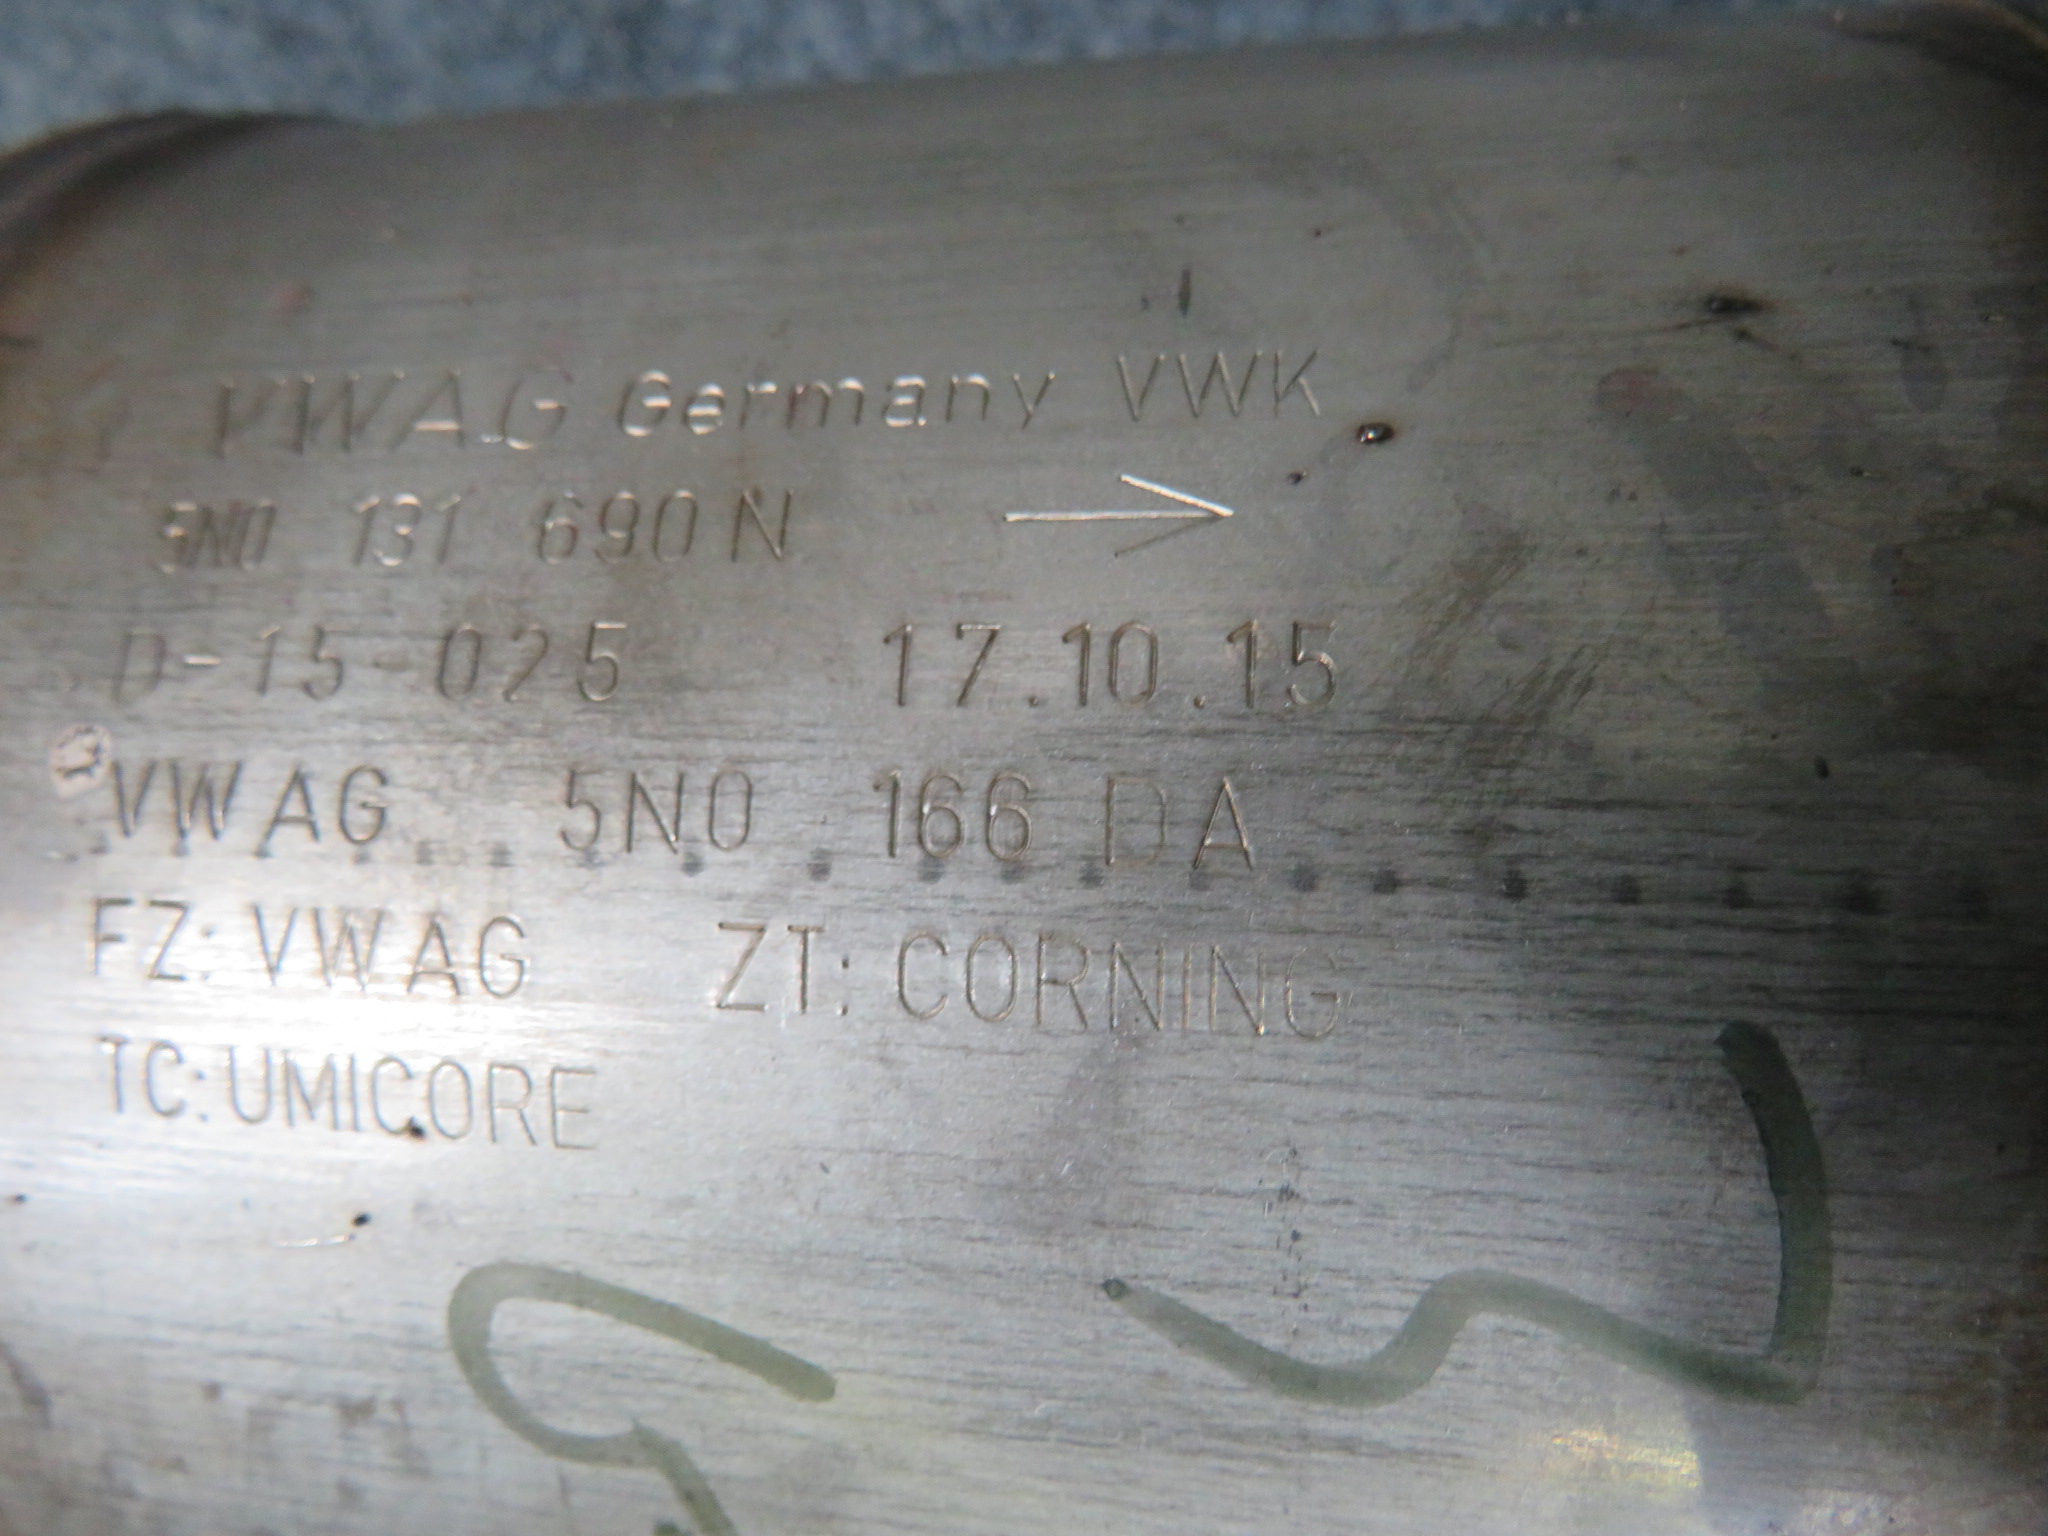 VWAG Germany VWK
5N0 131 690 N →
D-15-025 17.10.15
VWAG 5N0 166 DA
FZ: VWAG ZT: CORNING
TC: UMICORE